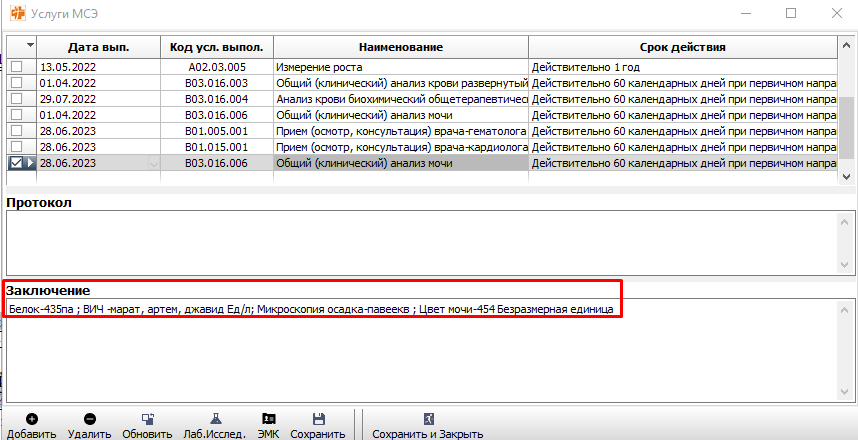 Услуги МСЭ
Дата вып. Код усл. выпол. Наименование Срок действия
13.05.2022 A02.03.005 Измерение роста Действительно 1 год
01.04.2022 B03.016.003 Общий (клинический) анализ крови развернутый Действительно 60 календарных дней при первичном напра
29.07.2022 B03.016.004 Анализ крови биохимический общетерапевтичес Действительно 60 календарных дней при первичном напра
01.04.2022 B03.016.006 Общий (клинический) анализ мочи Действительно 60 календарных дней при первичном напра
28.06.2023 B01.005.001 Прием (осмотр, консультация) врача-гематолога Действительно 60 календарных дней при первичном напра
28.06.2023 B01.015.001 Прием (осмотр, консультация) врача-кардиолога Действительно 60 календарных дней при первичном напра
28.06.2023 B03.016.006 Общий (клинический) анализ мочи Действительно 60 календарных дней при первичном напра
Протокол
Заключение
Белок-435па ; ВИЧ -марат, артем, джавид Ед/л; Микроскопия осадка-павеекв ; Цвет мочи-454 Безразмерная единица
Добавить Удалить Обновить Лаб.Исслед. ЭМК Сохранить Сохранить и Закрыть